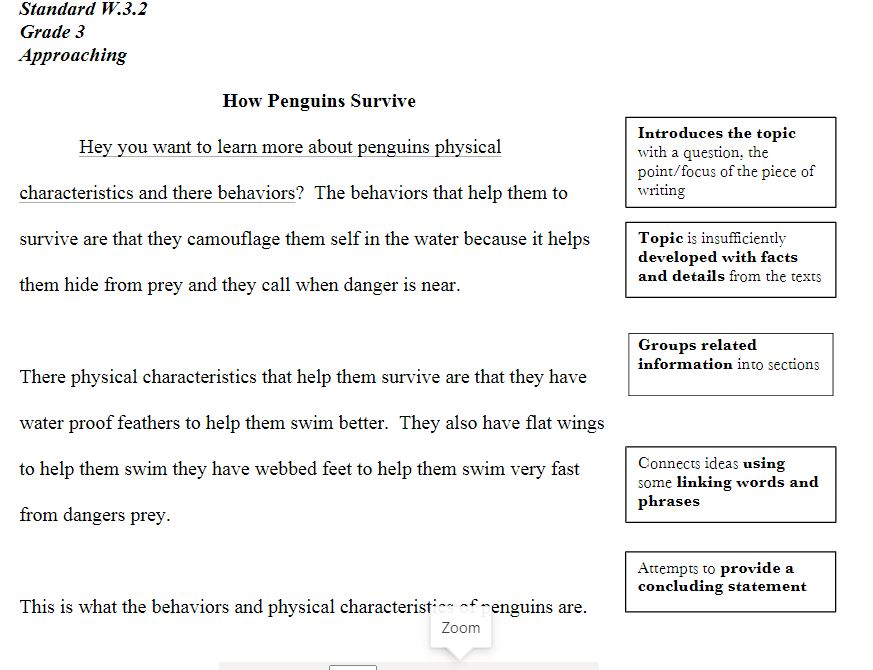 Standard W.3.2
Grade 3
Approaching
How Penguins Survive
Hey you want to learn more about penguins physical
characteristics and there behaviors? The behaviors that help them to
survive are that they camouflage them self in the water because it helps
them hide from prey and they call when danger is near.
There physical characteristics that help them survive are that they have
water proof feathers to help them swim better. They also have flat wings
to help them swim they have webbed feet to help them swim very fast
from dangers prey.
This is what the behaviors and physical characteristics of penguins are.
Introduces the topic
with a question, the
point/focus of the piece of
writing
Topic is insufficiently
developed with facts
and details from the texts
Groups related
information into sections
Connects ideas using
some linking words and
phrases
Attempts to provide a
concluding statement
Zoom